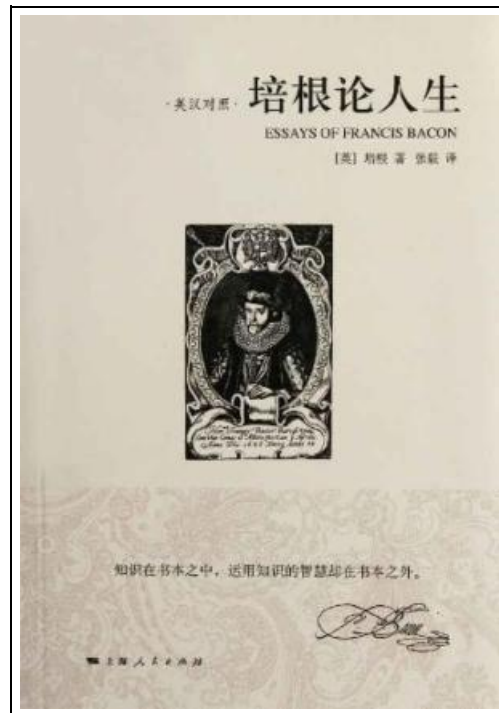 ·英汉对照· 培根论人生
ESSAYS OF FRANCIS BACON
[英] 培根 著 张毅 译
知识在书本之中，运用知识的智慧却在书本之外。
上海人民出版社